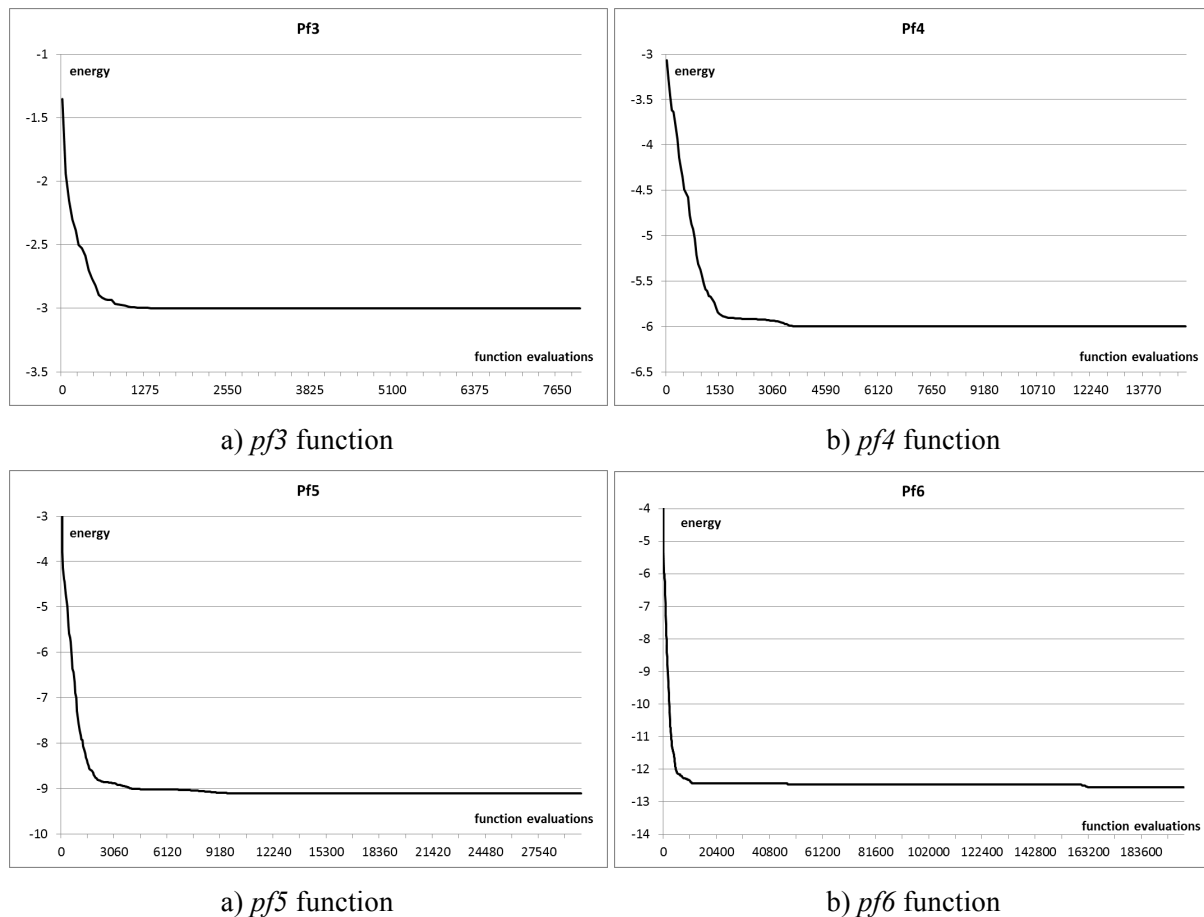 Pf3
-1
energy
-1.5
-2
-2.5
-3
function evaluations
-3.5
0 1275 2550 3825 5100 6375 7650
a) pf3 function
Pf4
-3
energy
-3.5
-4
-4.5
-5
-5.5
-6
function evaluations
-6.5
0 1530 3060 4590 6120 7650 9180 10710 12240 13770
b) pf4 function
Pf5
-3
energy
-4
-5
-6
-7
-8
-9
function evaluations
-10
0 3060 6120 9180 12240 15300 18360 21420 24480 27540
a) pf5 function
Pf6
-4
energy
-5
-6
-7
-8
-9
-10
-11
-12
-13
function evaluations
-14
0 20400 40800 61200 81600 102000 122400 142800 163200 183600
b) pf6 function